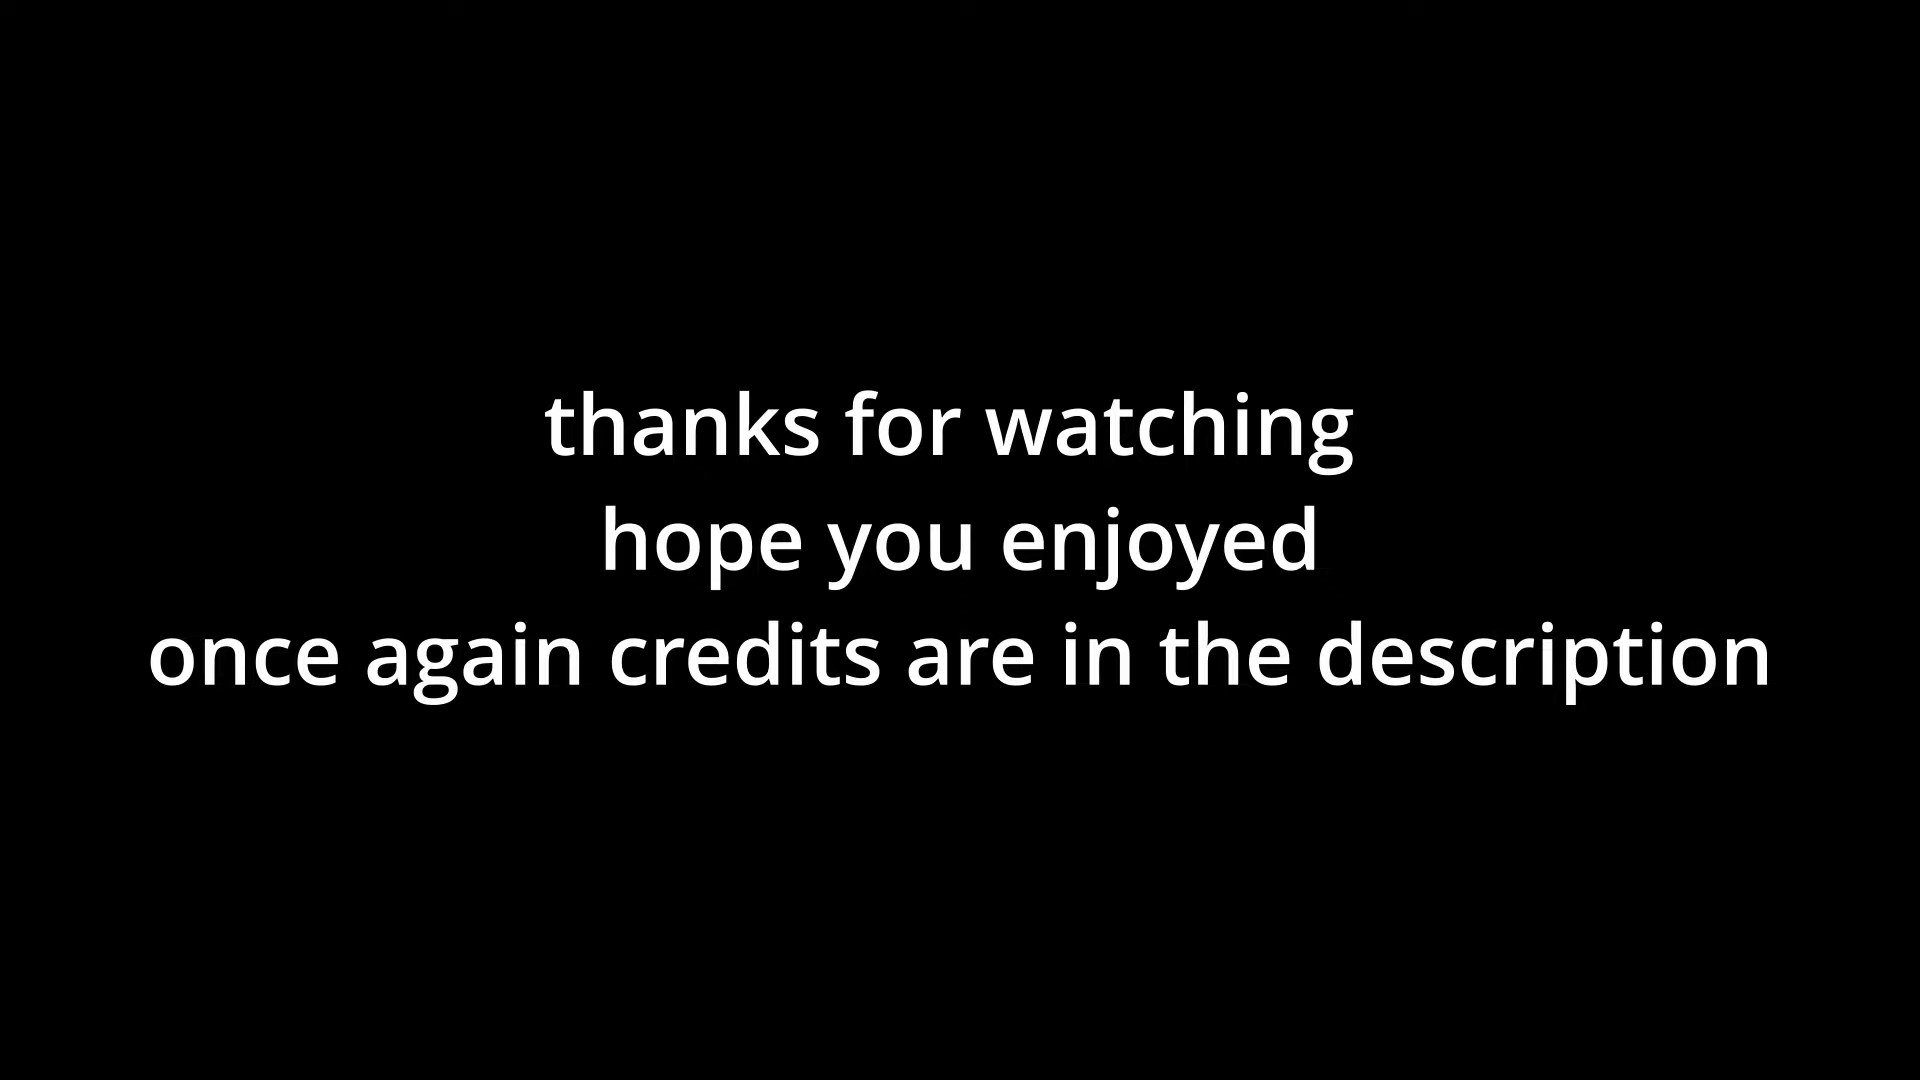 thanks for watching
hope you enjoyed
once again credits are in the description